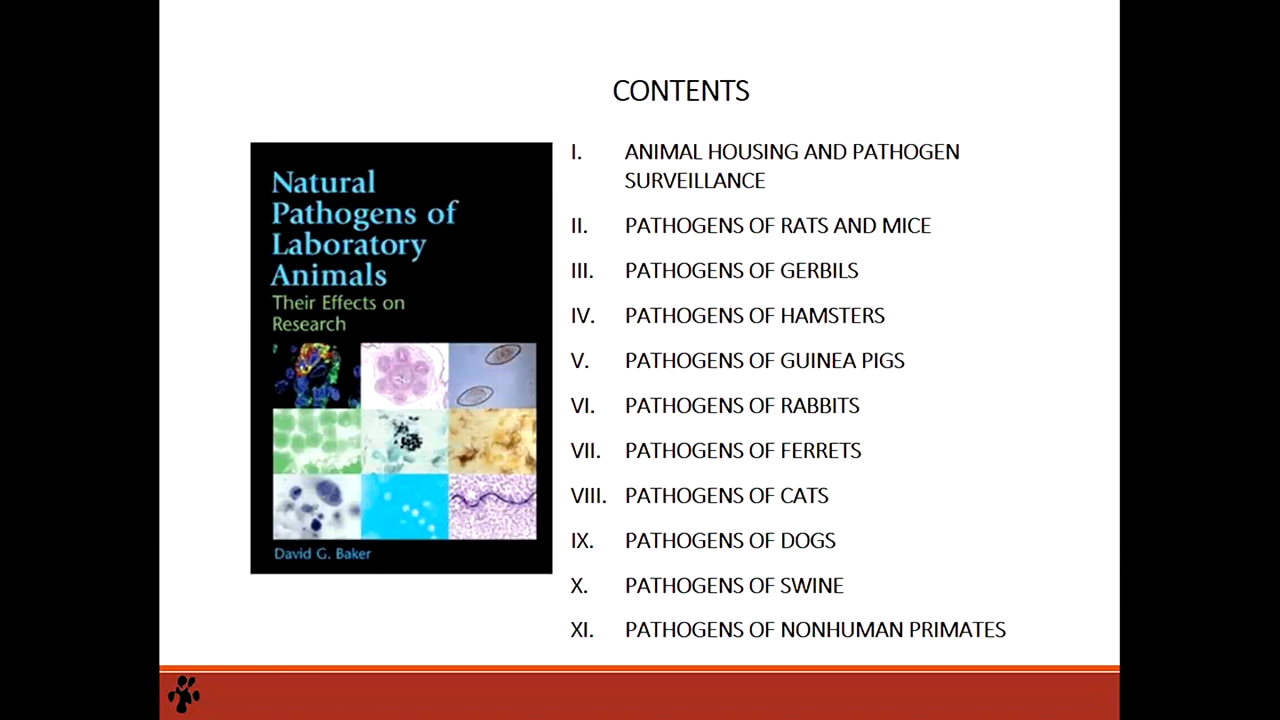 CONTENTS
Natural
Pathogens of
Laboratory
Animals
Their Effects on
Research
David G. Baker
I. ANIMAL HOUSING AND PATHOGEN
SURVEILLANCE
II. PATHOGENS OF RATS AND MICE
III. PATHOGENS OF GERBILS
IV. PATHOGENS OF HAMSTERS
V. PATHOGENS OF GUINEA PIGS
VI. PATHOGENS OF RABBITS
VII. PATHOGENS OF FERRETS
VIII. PATHOGENS OF CATS
IX. PATHOGENS OF DOGS
X. PATHOGENS OF SWINE
XI. PATHOGENS OF NONHUMAN PRIMATES